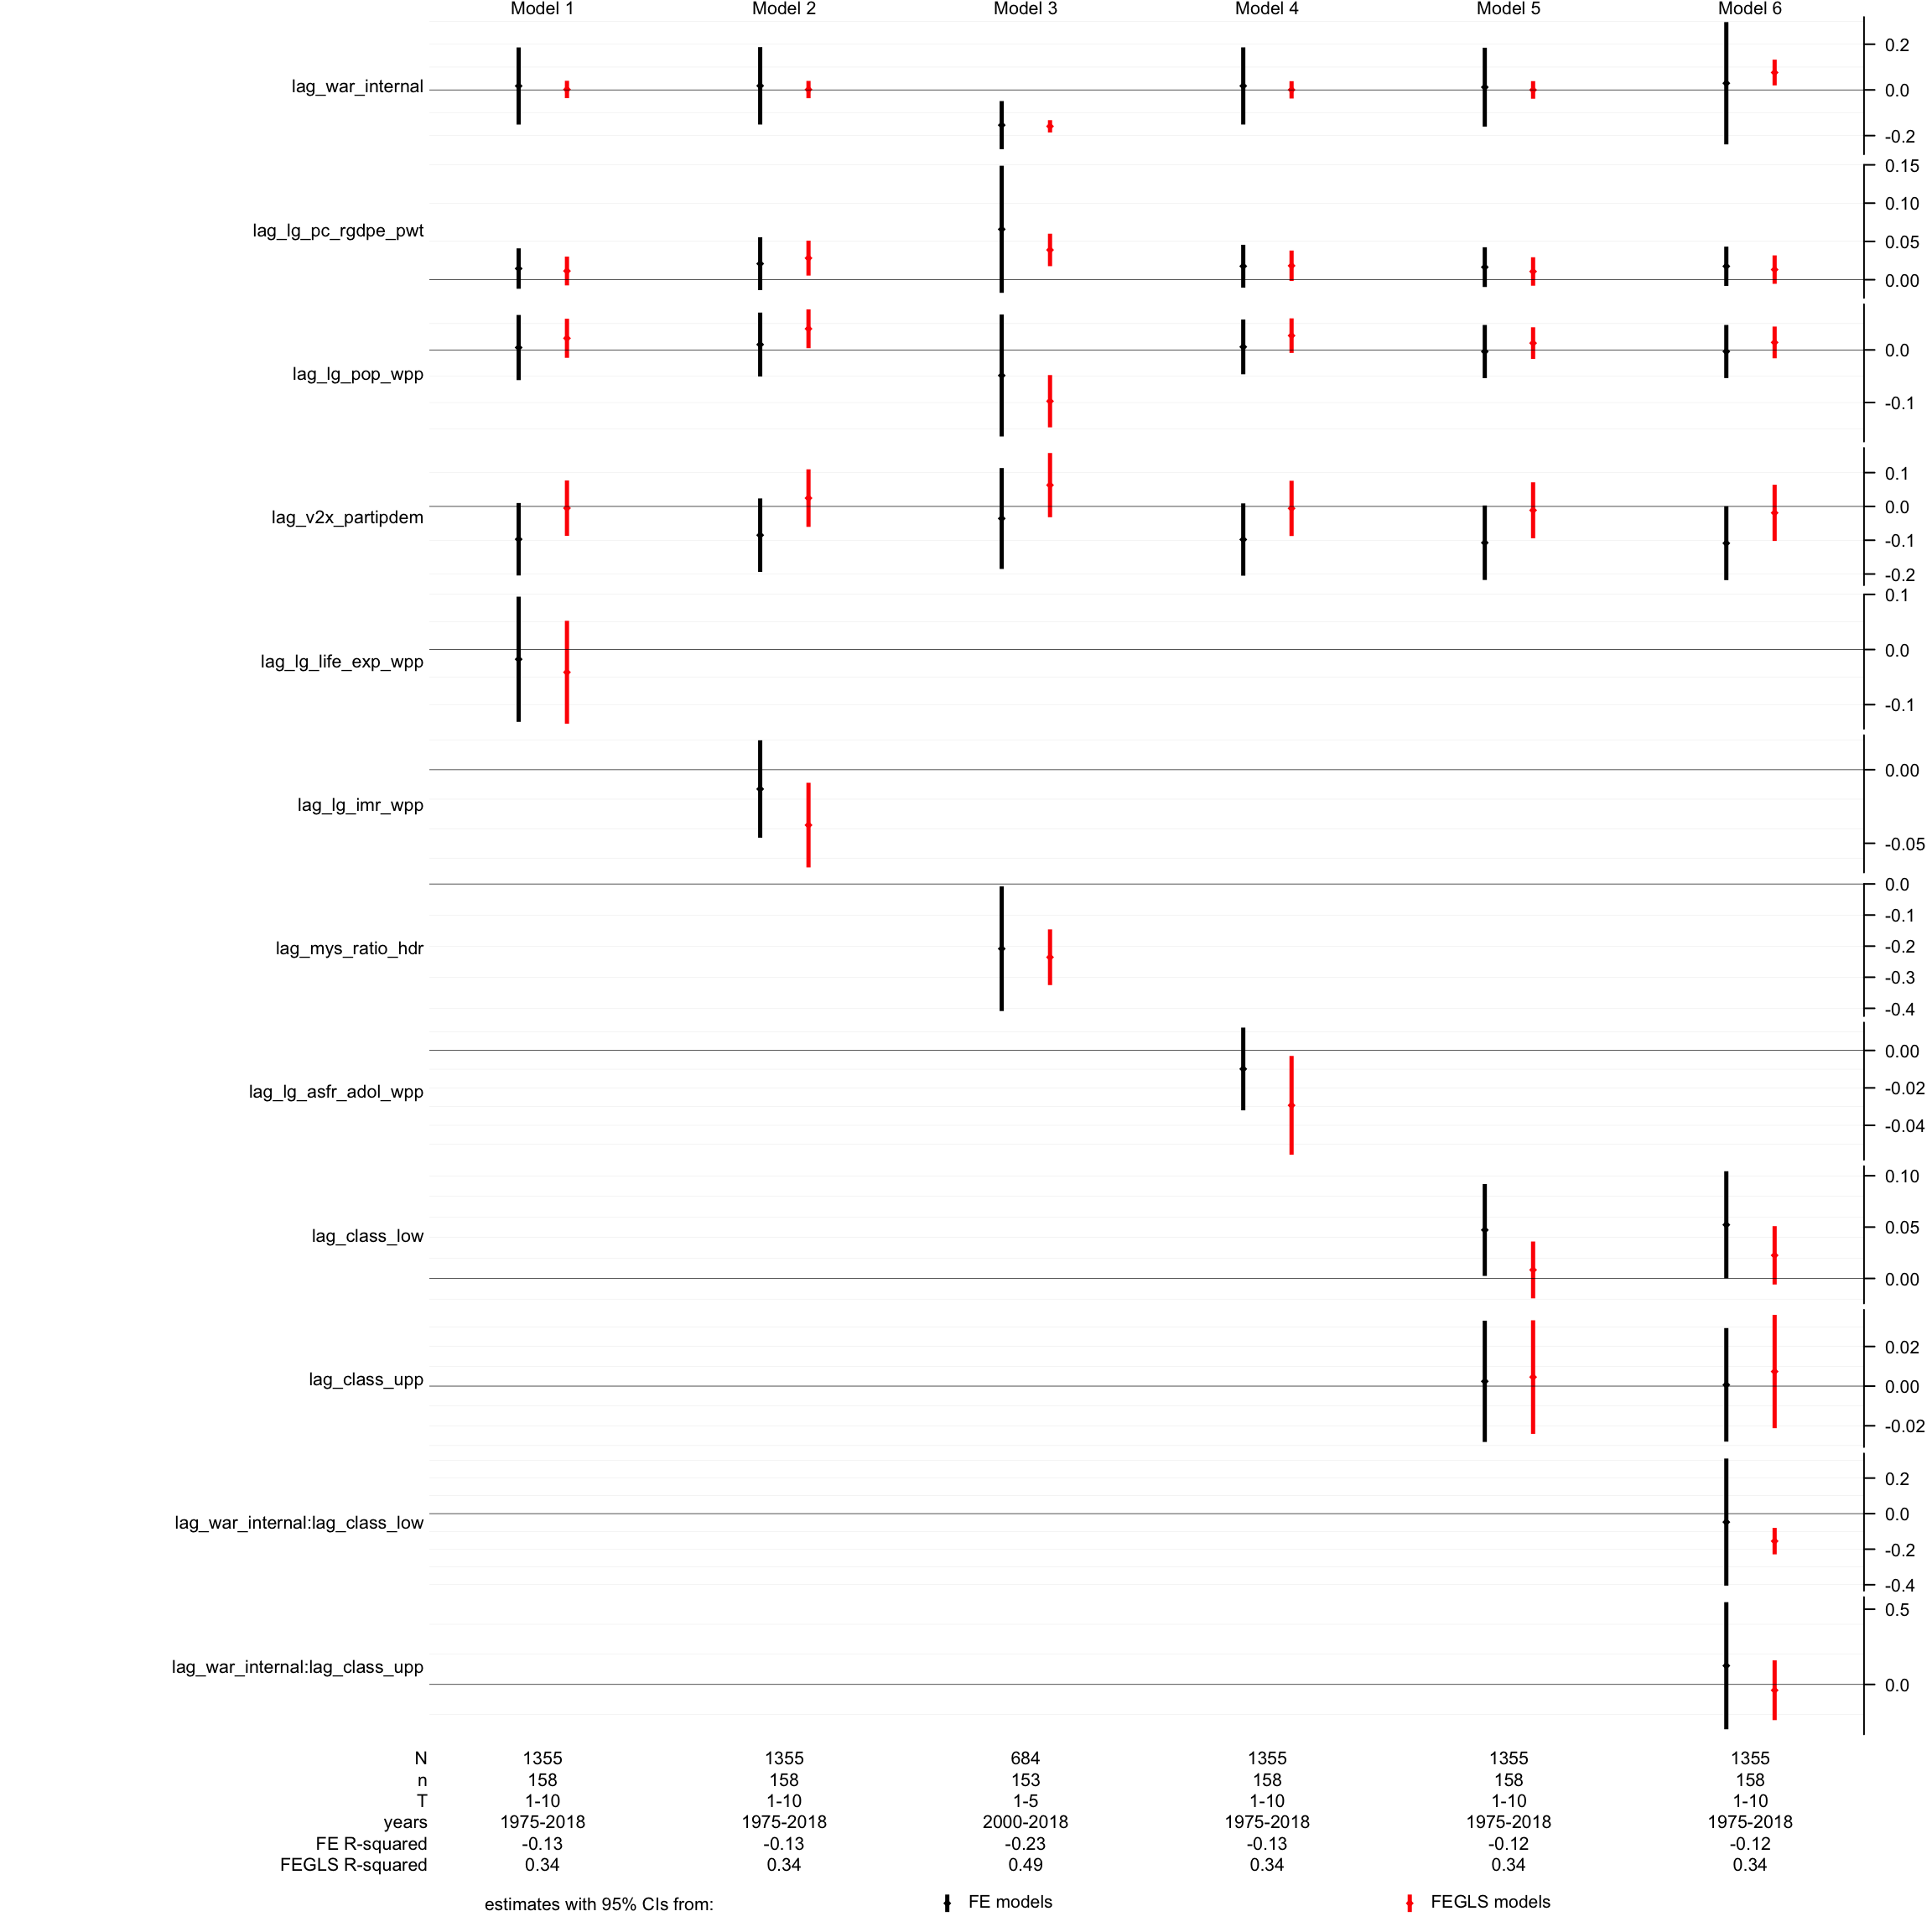 Model 1 Model 2 Model 3 Model 4 Model 5 Model 6
lag_war_internal 0.2 0.0 -0.2
lag_lg_pc_rgdpe_pwt 0.15 0.10 0.05 0.00
lag_lg_pop_wpp 0.0 -0.1
lag_v2x_partipdem 0.1 0.0 -0.1 -0.2
lag_lg_life_exp_wpp 0.1 0.0 -0.1
lag_lg_imr_wpp 0.00 -0.05
lag_mys_ratio_hdr 0.0 -0.1 -0.2 -0.3 -0.4
lag_lg_asfr_adol_wpp 0.00 -0.02 -0.04
lag_class_low 0.10 0.05 0.00
lag_class_upp 0.02 0.00 -0.02
lag_war_internal:lag_class_low 0.2 0.0 -0.2 -0.4
lag_war_internal:lag_class_upp 0.5 0.0
N 1355 1355 684 1355 1355 1355
n 158 158 153 158 158 158
T 1-10 1-10 1-5 1-10 1-10 1-10
years 1975-2018 1975-2018 2000-2018 1975-2018 1975-2018 1975-2018
FE R-squared -0.13 -0.13 -0.23 -0.13 -0.12 -0.12
FEGLS R-squared 0.34 0.34 0.49 0.34 0.34 0.34
estimates with 95% CIs from: FE models FEGLS models